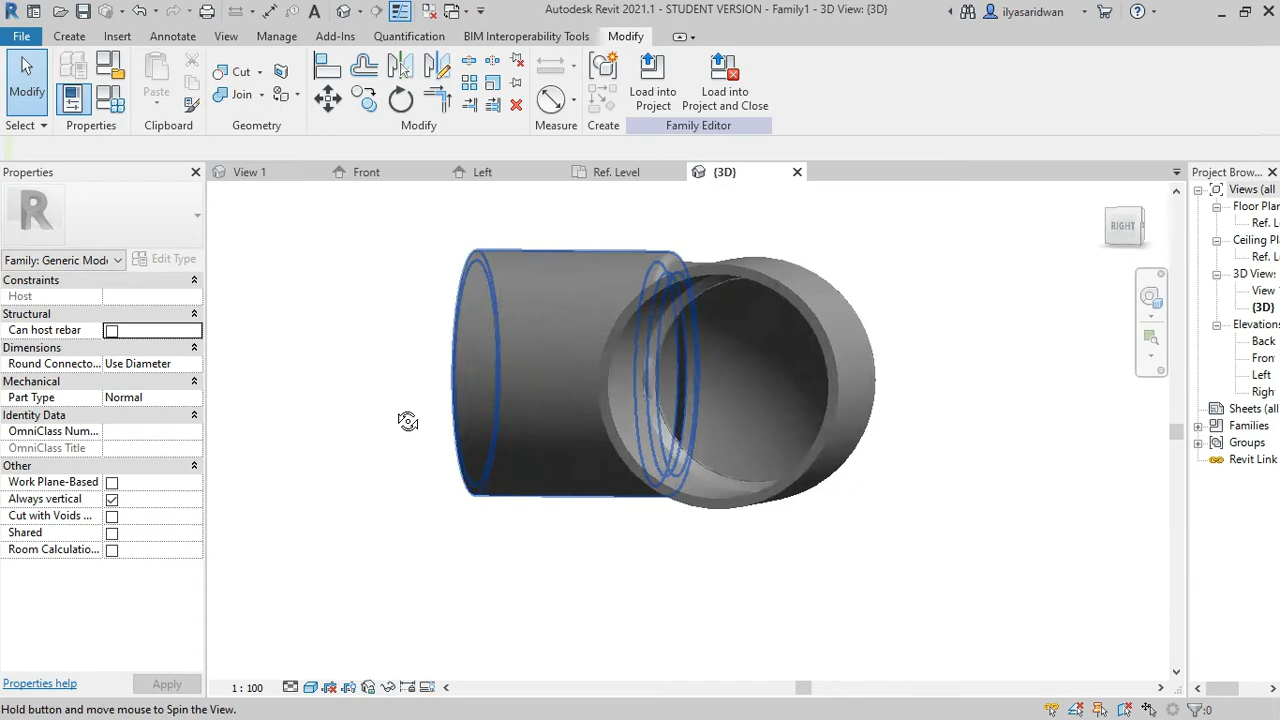 Autodesk Revit 2021.1 - STUDENT VERSION - Family1 - 3D View: {3D}
ilyasaridwan
File Create Insert Annotate View Manage Add-Ins Quantification BIM Interoperability Tools Modify
Modify
Paste
Cut
Join
Load into Project
Load into Project and Close
Select Properties Clipboard Geometry Modify Measure Create Family Editor
Properties
View 1
Front
Left
Ref. Level
{3D}
Project Brow...
R
Family: Generic Mode
Edit Type
Constraints
Host
Structural
Can host rebar
Dimensions
Round Connecto... Use Diameter
Mechanical
Part Type Normal
Identity Data
OmniClass Num...
OmniClass Title
Other
Work Plane-Based
Always vertical
Cut with Voids ...
Shared
Room Calculatio...
Properties help
Apply
RIGHT
Views (all
Floor Plan
Ref. L
Ceiling Pl
Ref. L
3D Views
View
{3D}
Elevations
Back
Fron
Left
Righ
Sheets (all
Families
Groups
Revit Link
1 : 100
Hold button and move mouse to Spin the View.
:0